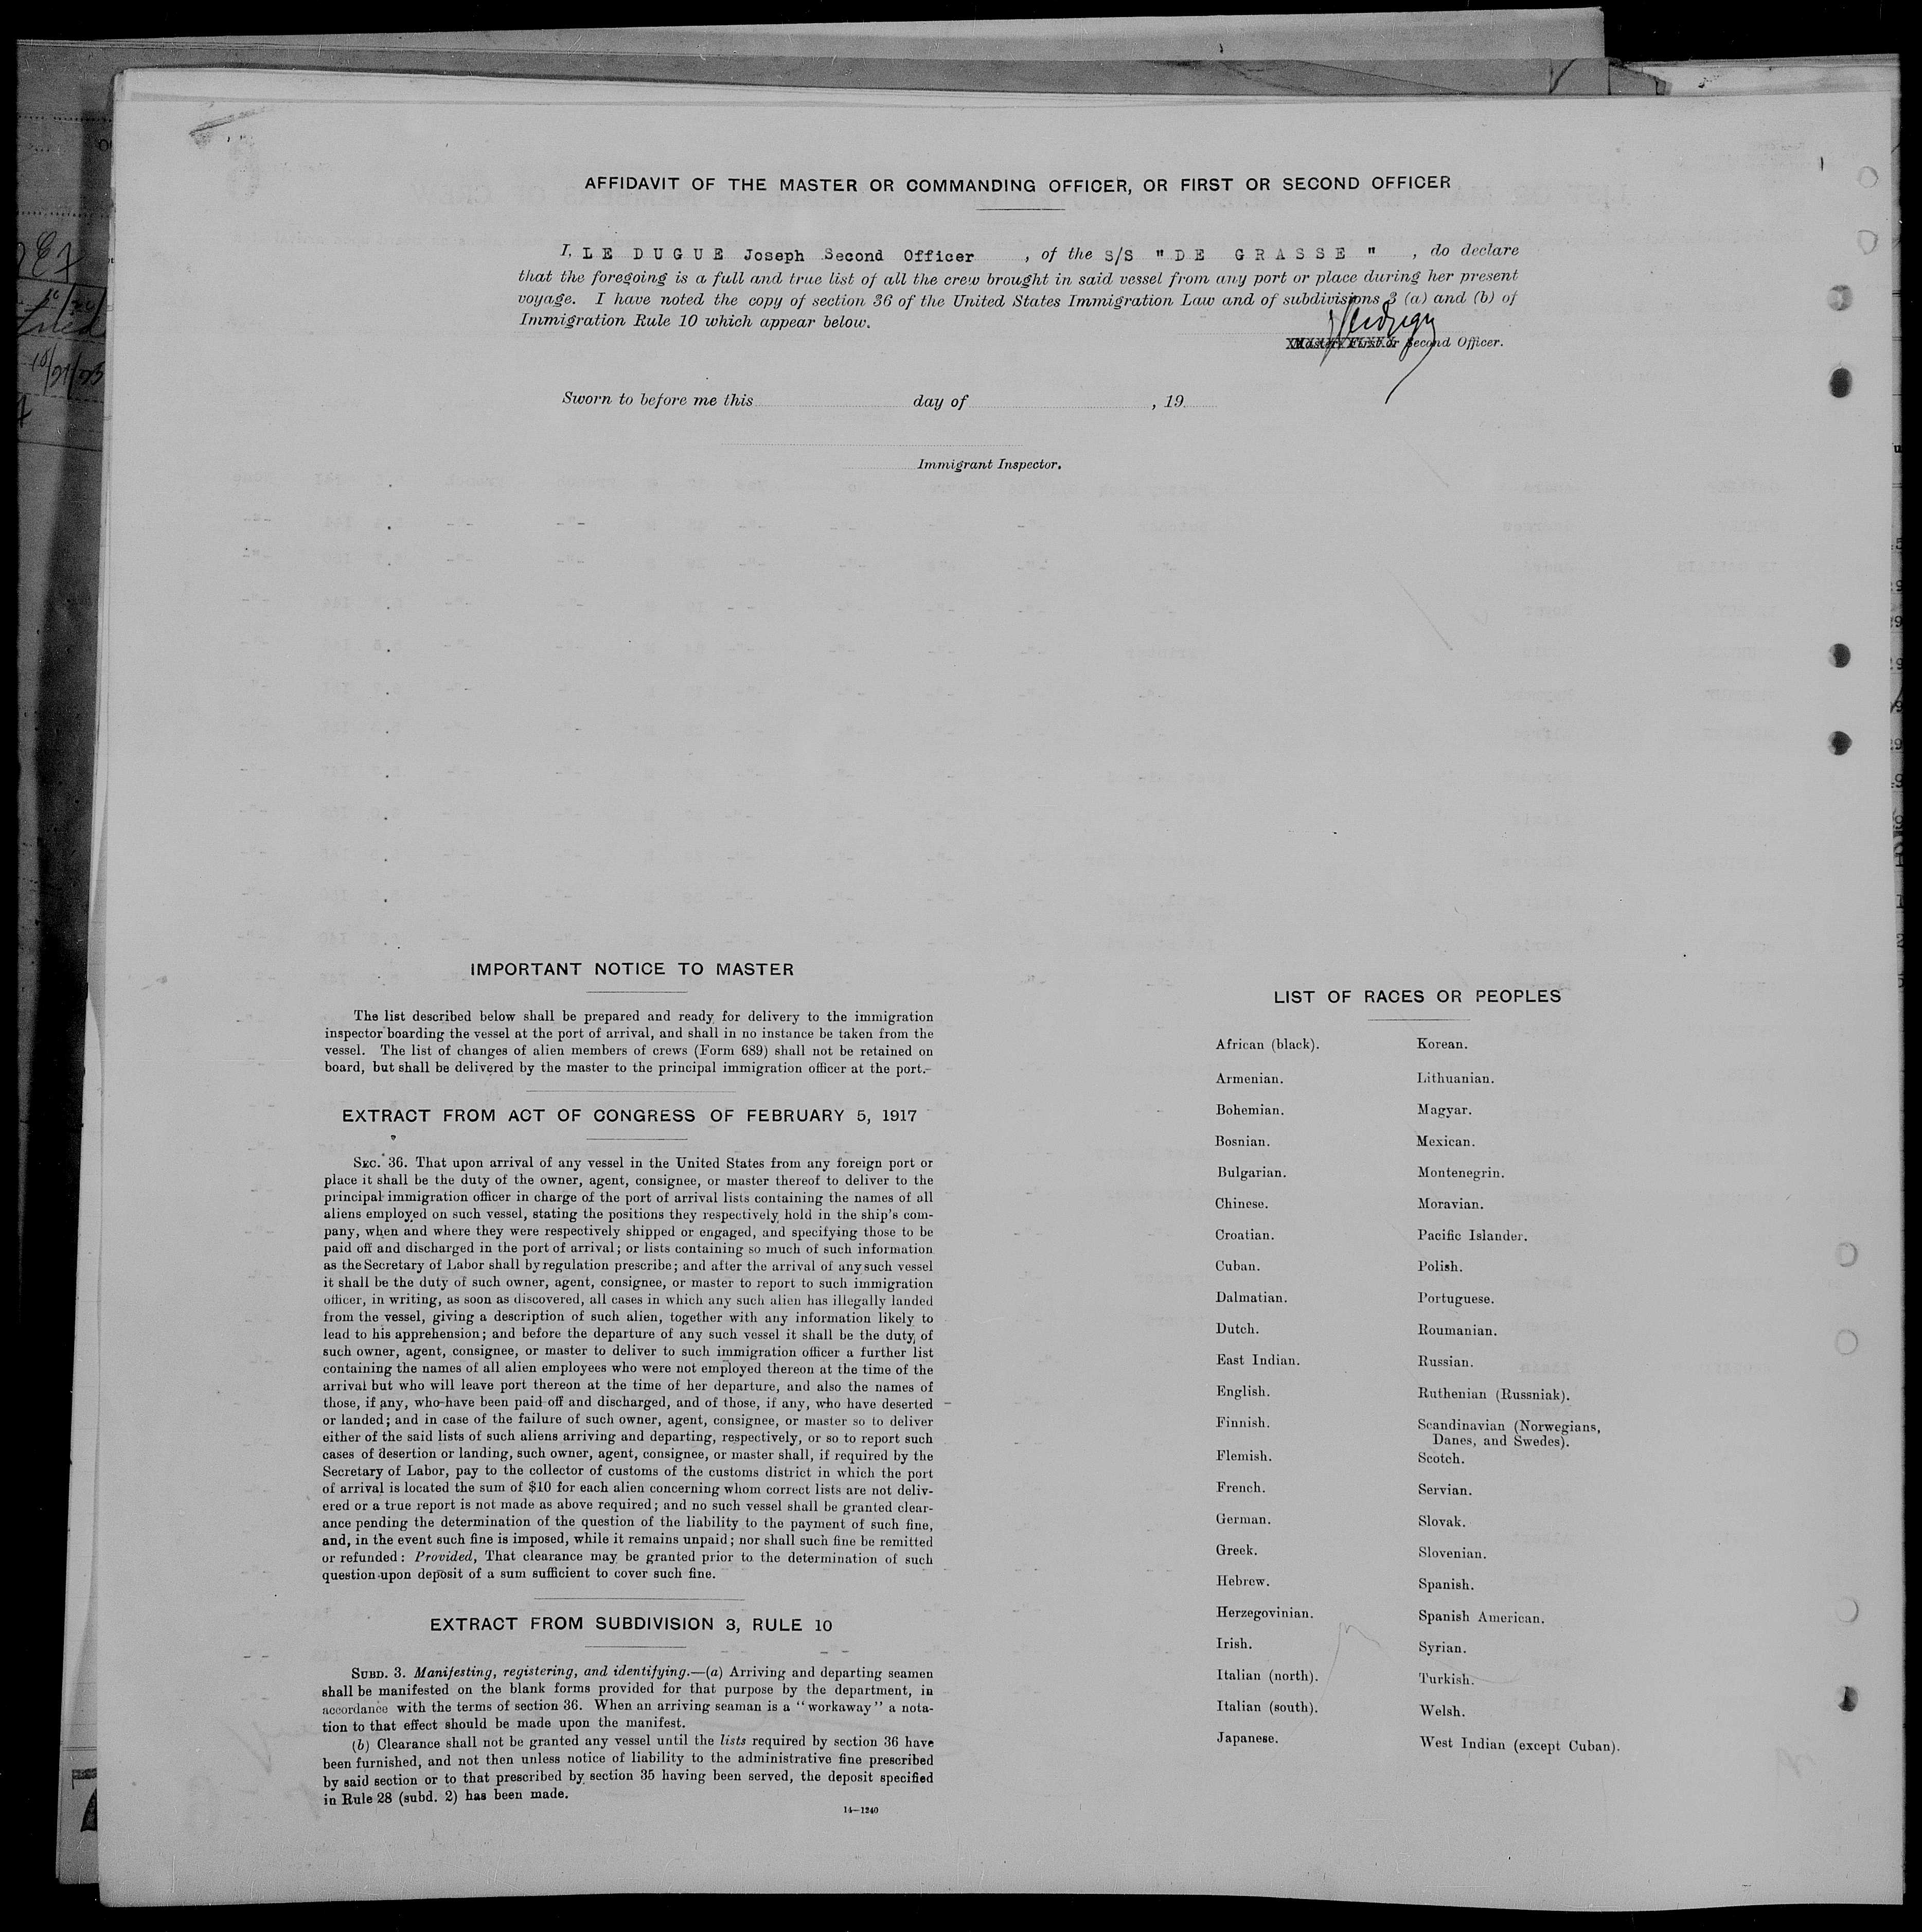 AFFIDAVIT OF THE MASTER OR COMMANDING OFFICER, OR FIRST OR SECOND OFFICER
I, LE DUGUE Joseph Second Officer , of the S/S "DE GRASSE" , do declare
that the foregoing is a full and true list of all the crew brought in said vessel from any port or place during her present
voyage. I have noted the copy of section 36 of the United States Immigration Law and of subdivisions 3 (a) and (b) of
Immigration Rule 10 which appear below.
Master, First or Second Officer.
Sworn to before me this day of , 19
Immigrant Inspector.
IMPORTANT NOTICE TO MASTER
The list described below shall be prepared and ready for delivery to the immigration
inspector boarding the vessel at the port of arrival, and shall in no instance be taken from the
vessel. The list of changes of alien members of crews (Form 689) shall not be retained on
board, but shall be delivered by the master to the principal immigration officer at the port.
EXTRACT FROM ACT OF CONGRESS OF FEBRUARY 5, 1917
SEC. 36. That upon arrival of any vessel in the United States from any foreign port or
place it shall be the duty of the owner, agent, consignee, or master thereof to deliver to the
principal immigration officer in charge of the port of arrival lists containing the names of all
aliens employed on such vessel, stating the positions they respectively hold in the ship's com-
pany, when and where they were respectively shipped or engaged, and specifying those to be
paid off and discharged in the port of arrival; or lists containing so much of such information
as the Secretary of Labor shall by regulation prescribe; and after the arrival of any such vessel
it shall be the duty of such owner, agent, consignee, or master to report to such immigration
officer, in writing, as soon as discovered, all cases in which any such alien has illegally landed
from the vessel, giving a description of such alien, together with any information likely to
lead to his apprehension; and before the departure of any such vessel it shall be the duty of
such owner, agent, consignee, or master to deliver to such immigration officer a further list
containing the names of all alien employees who were not employed thereon at the time of the
arrival but who will leave port thereon at the time of her departure, and also the names of
those, if any, who have been paid off and discharged, and of those, if any, who have deserted
or landed; and in case of the failure of such owner, agent, consignee, or master so to deliver
either of the said lists of such aliens arriving and departing, respectively, or so to report such
cases of desertion or landing, such owner, agent, consignee, or master shall, if required by the
Secretary of Labor, pay to the collector of customs of the customs district in which the port
of arrival is located the sum of $10 for each alien concerning whom correct lists are not deliv-
ered or a true report is not made as above required; and no such vessel shall be granted clear-
ance pending the determination of the question of the liability to the payment of such fine,
and, in the event such fine is imposed, while it remains unpaid; nor shall such fine be remitted
or refunded: Provided, That clearance may be granted prior to the determination of such
question upon deposit of a sum sufficient to cover such fine.
EXTRACT FROM SUBDIVISION 3, RULE 10
SUBD. 3. Manifesting, registering, and identifying.—(a) Arriving and departing seamen
shall be manifested on the blank forms provided for that purpose by the department, in
accordance with the terms of section 36. When an arriving seaman is a "workaway" a nota-
tion to that effect should be made upon the manifest.
(b) Clearance shall not be granted any vessel until the lists required by section 36 have
been furnished, and not then unless notice of liability to the administrative fine prescribed
by said section or to that prescribed by section 35 having been served, the deposit specified
in Rule 28 (subd. 2) has been made.
14—1240
LIST OF RACES OR PEOPLES
African (black).
Armenian.
Bohemian.
Bosnian.
Bulgarian.
Chinese.
Croatian.
Cuban.
Dalmatian.
Dutch.
East Indian.
English.
Finnish.
Flemish.
French.
German.
Greek.
Hebrew.
Herzegovinian.
Irish.
Italian (north).
Italian (south).
Japanese.
Korean.
Lithuanian.
Magyar.
Mexican.
Montenegrin.
Moravian.
Pacific Islander.
Polish.
Portuguese.
Roumanian.
Russian.
Ruthenian (Russniak).
Scandinavian (Norwegians,
Danes, and Swedes).
Scotch.
Servian.
Slovak.
Slovenian.
Spanish.
Spanish American.
Syrian.
Turkish.
Welsh.
West Indian (except Cuban).